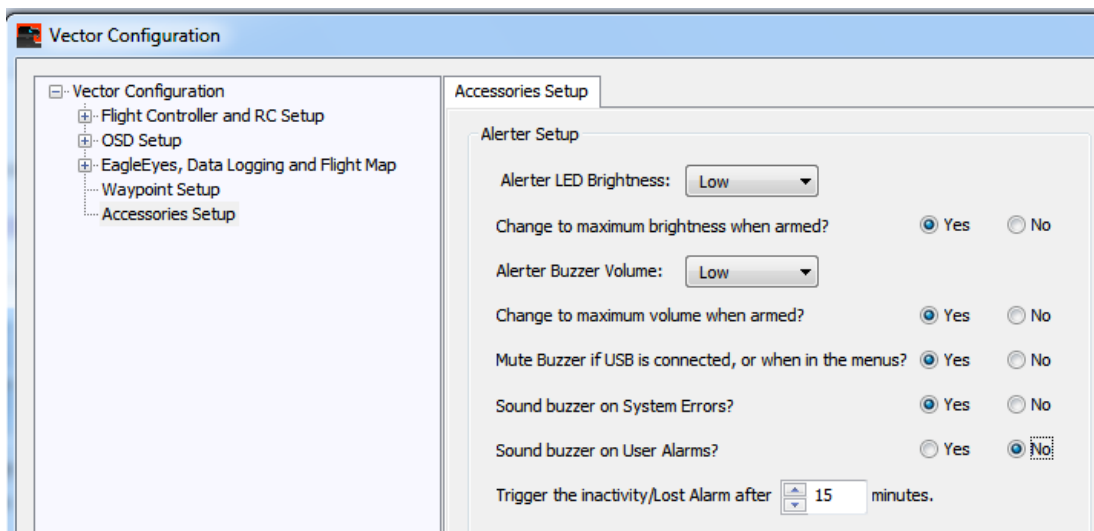 Vector Configuration
Vector Configuration
Flight Controller and RC Setup
OSD Setup
EagleEyes, Data Logging and Flight Map
Waypoint Setup
Accessories Setup
Accessories Setup
Alerter Setup
Alerter LED Brightness: Low
Change to maximum brightness when armed? Yes No
Alerter Buzzer Volume: Low
Change to maximum volume when armed? Yes No
Mute Buzzer if USB is connected, or when in the menus? Yes No
Sound buzzer on System Errors? Yes No
Sound buzzer on User Alarms? Yes No
Trigger the inactivity/Lost Alarm after 15 minutes.